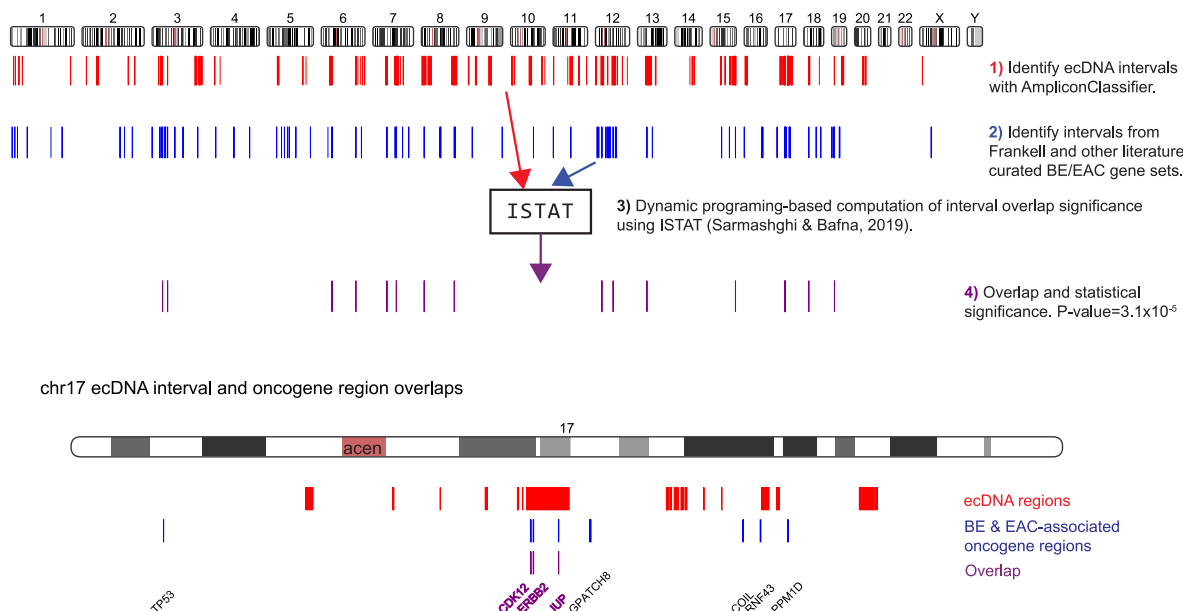 1 2 3 4 5 6 7 8 9 10 11 12 13 14 15 16 17 18 19 20 21 22 X Y
1) Identify ecDNA intervals
with AmpliconClassifier.
2) Identify intervals from
Frankell and other literature
curated BE/EAC gene sets.
ISTAT
3) Dynamic programing-based computation of interval overlap significance
using ISTAT (Sarmashghi & Bafna, 2019).
4) Overlap and statistical
significance. P-value=3.1x10⁻⁵
chr17 ecDNA interval and oncogene region overlaps
17
acen
ecDNA regions
BE & EAC-associated
oncogene regions
Overlap
TP53
CDK12
ERBB2
JUP
GPATCH8
COIL
RNF43
PPM1D